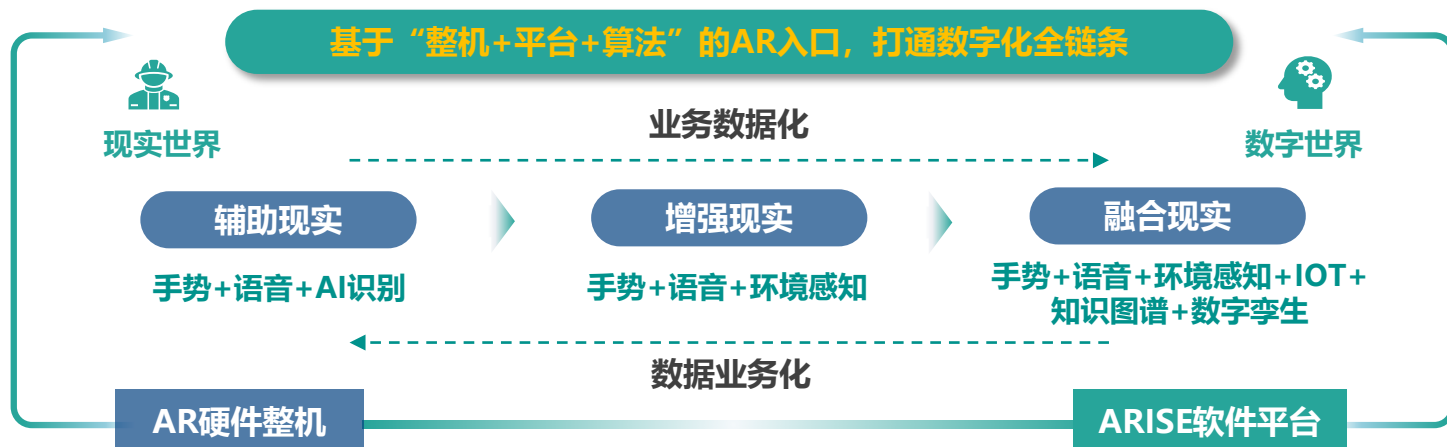 基于“整机+平台+算法”的AR入口，打通数字化全链条
现实世界
数字世界
业务数据化
辅助现实
增强现实
融合现实
手势+语音+AI识别
手势+语音+环境感知
手势+语音+环境感知+IOT+
知识图谱+数字孪生
数据业务化
AR硬件整机
ARISE软件平台